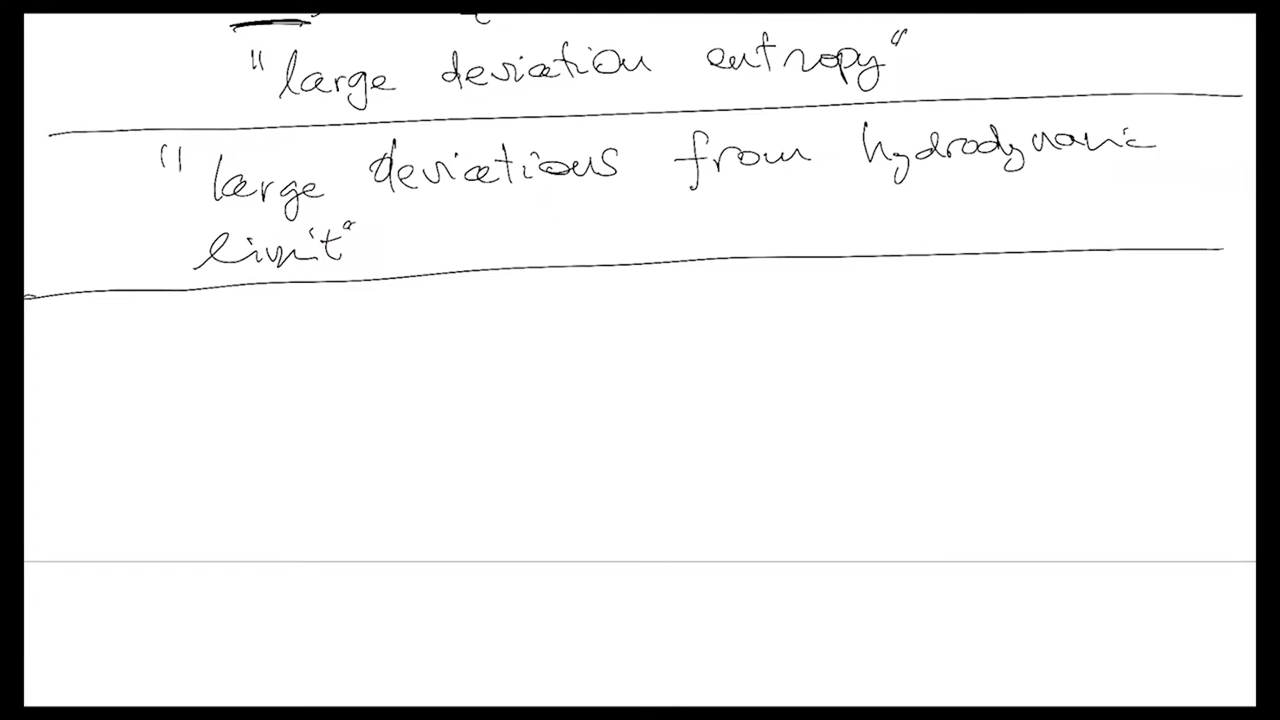 "large deviation entropy"
"large deviations from hydrodynamic
limit"